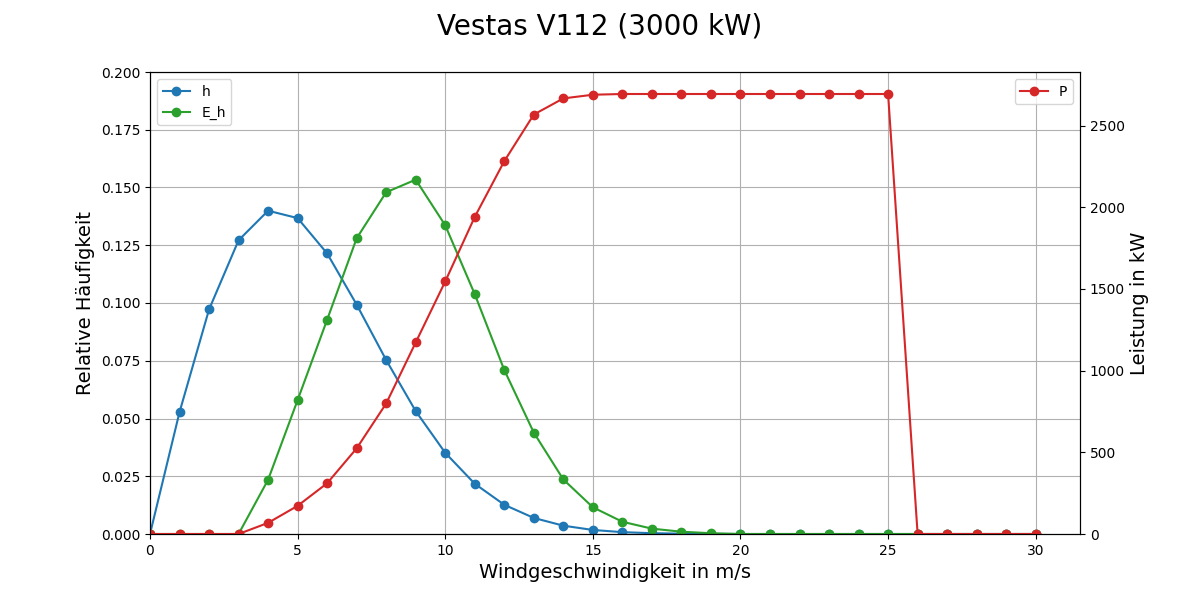 Vestas V112 (3000 kW)
h
E_h
P
0.200
0.175
0.150
0.125
0.100
0.075
0.050
0.025
0.000
Relative Häufigkeit
2500
2000
1500
1000
500
0
Leistung in kW
0 5 10 15 20 25 30
Windgeschwindigkeit in m/s